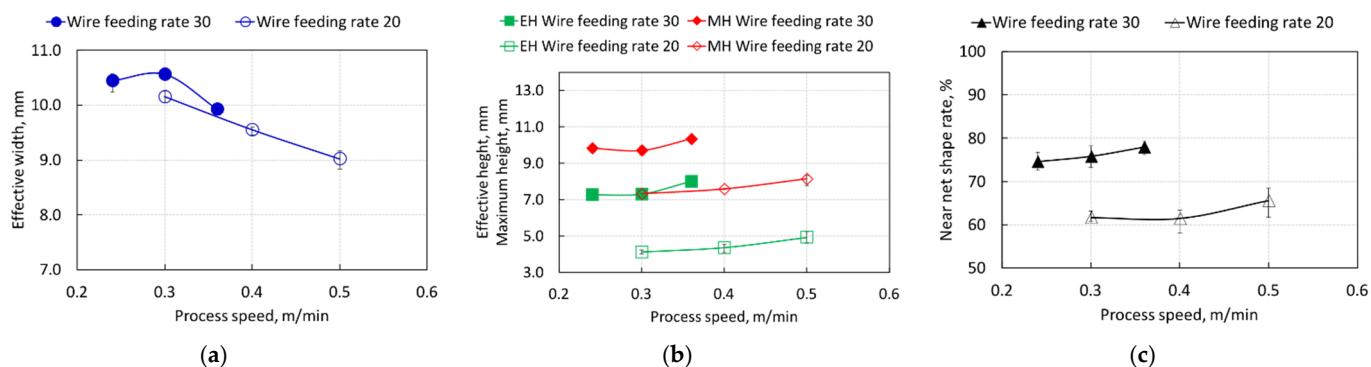 Wire feeding rate 30 Wire feeding rate 20
11.0
10.0
9.0
8.0
7.0
0.2 0.3 0.4 0.5 0.6
Effective width, mm
Process speed, m/min
(a)
EH Wire feeding rate 30 MH Wire feeding rate 30
EH Wire feeding rate 20 MH Wire feeding rate 20
13.0
11.0
9.0
7.0
5.0
3.0
0.2 0.3 0.4 0.5 0.6
Effective heght, mm
Maximum height, mm
Process speed, m/min
(b)
Wire feeding rate 30 Wire feeding rate 20
100
90
80
70
60
50
0.2 0.3 0.4 0.5 0.6
Near net shape rate, %
Process speed, m/min
(c)